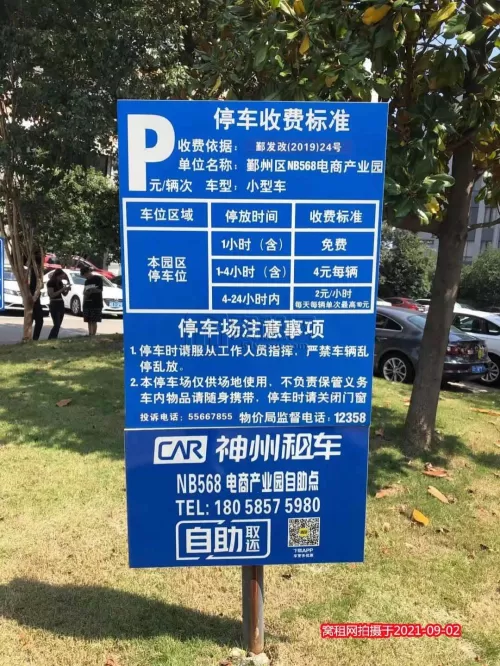 P
停车收费标准
收费依据: 鄞发改(2019)24号
单位名称: 鄞州区NB568电商产业园
元/辆次 车型: 小型车
车位区域 停放时间 收费标准
本园区停车位
1小时（含） 免费
1-4小时（含） 4元每辆
4-24小时内 2元/小时
每天每辆单次最高10元
停车场注意事项
1. 停车时请服从工作人员指挥，严禁车辆乱
停乱放。
2. 本停车场仅供场地使用，不负责保管义务
车内物品请随身携带，停车时请关闭门窗
投诉电话: 55667855 物价局监督电话: 12358
CAR 神州租车
NB568 电商产业园自助点
TEL: 180 5857 5980
自助取还
下载APP
窝租网拍摄于2021-09-02